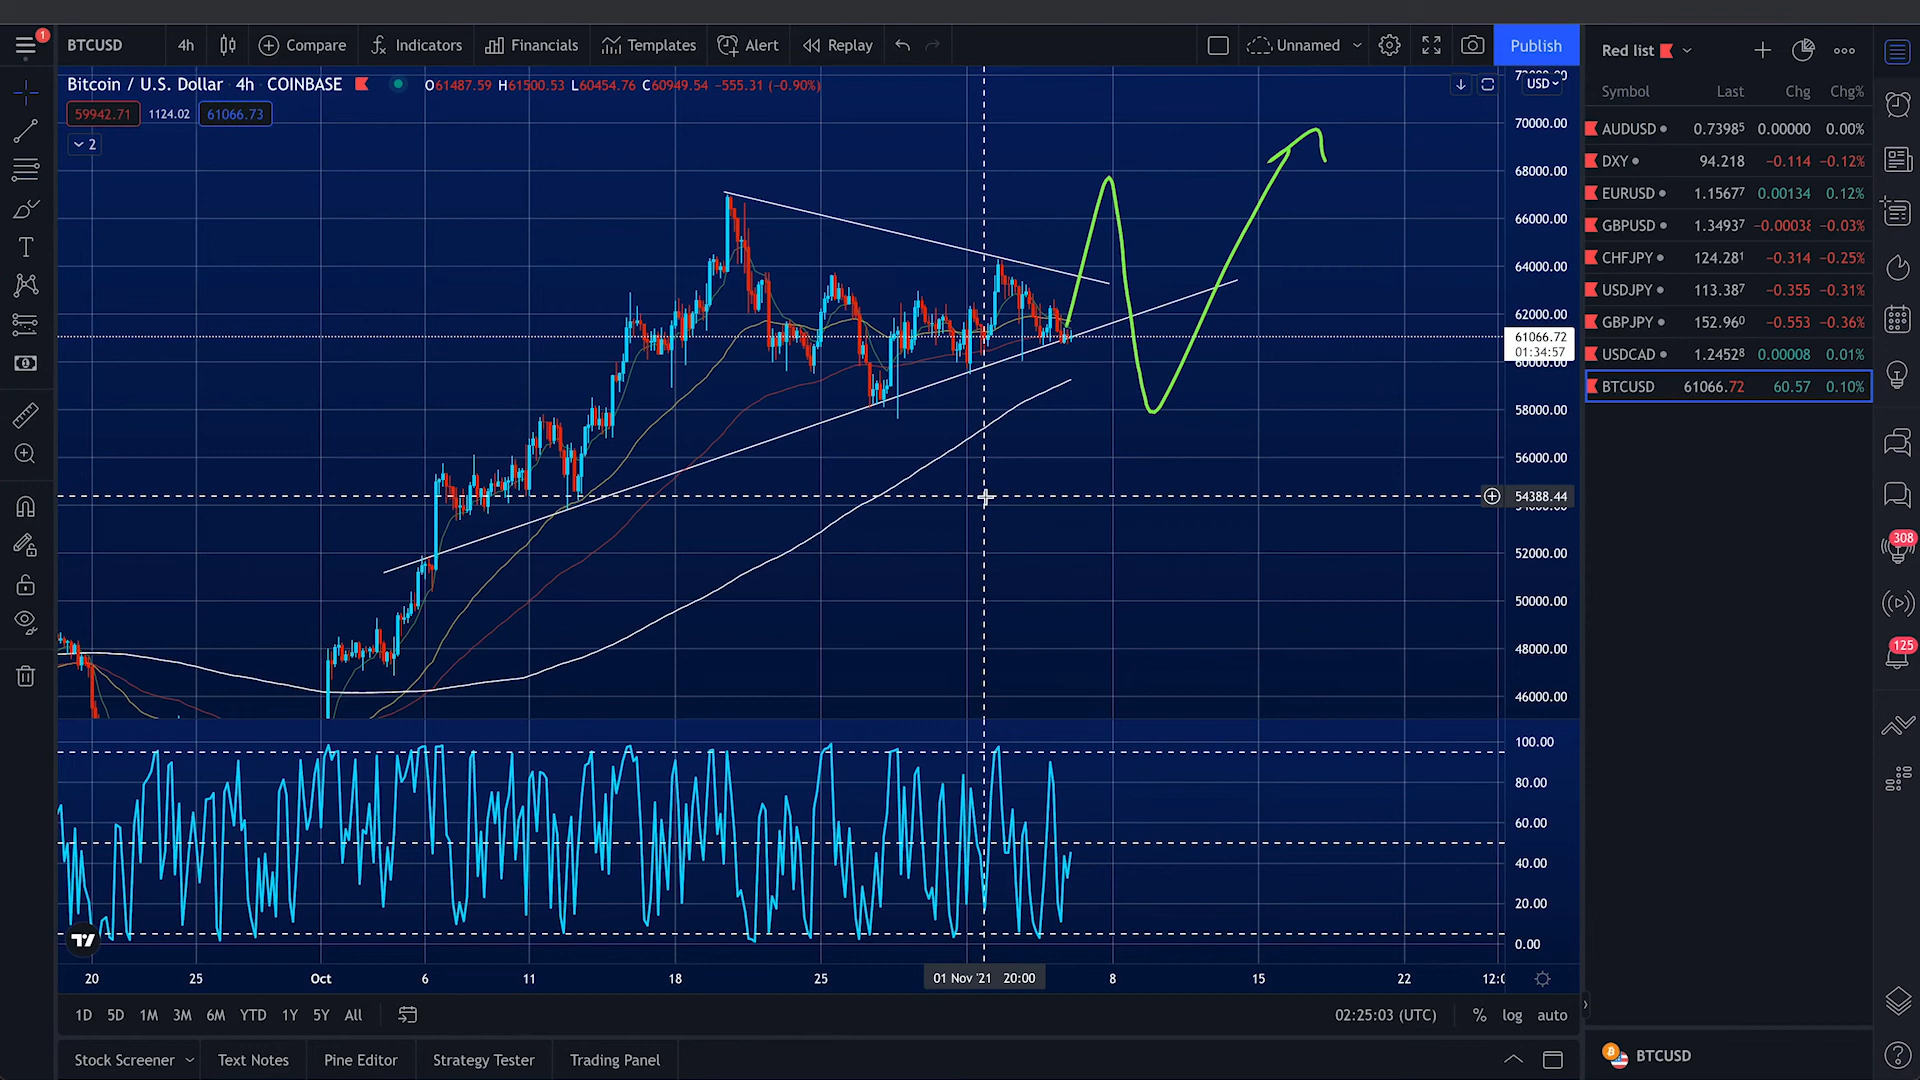 1
BTCUSD 4h Compare Indicators Financials Templates Alert Replay Unnamed Publish
Bitcoin / U.S. Dollar 4h COINBASE O61487.59 H61500.53 L60454.76 C60949.54 −555.31 (−0.90%)
59942.71 1124.02 61066.73
2
USD
70000.00
68000.00
66000.00
64000.00
62000.00
61066.72
01:34:57
60000.00
58000.00
56000.00
54388.44
54000.00
52000.00
50000.00
48000.00
46000.00
100.00
80.00
60.00
40.00
20.00
0.00
20 25 Oct 6 11 18 25 01 Nov '21 20:00 8 15 22
1D 5D 1M 3M 6M YTD 1Y 5Y All 02:25:03 (UTC) % log auto
Stock Screener Text Notes Pine Editor Strategy Tester Trading Panel
Red list
Symbol Last Chg Chg%
AUDUSD 0.73985 0.00000 0.00%
DXY 94.218 −0.114 −0.12%
EURUSD 1.15677 0.00134 0.12%
GBPUSD 1.34937 −0.00038 −0.03%
CHFJPY 124.281 −0.314 −0.25%
USDJPY 113.387 −0.355 −0.31%
GBPJPY 152.960 −0.553 −0.36%
USDCAD 1.24528 0.00008 0.01%
BTCUSD 61066.72 60.57 0.10%
308
125
BTCUSD